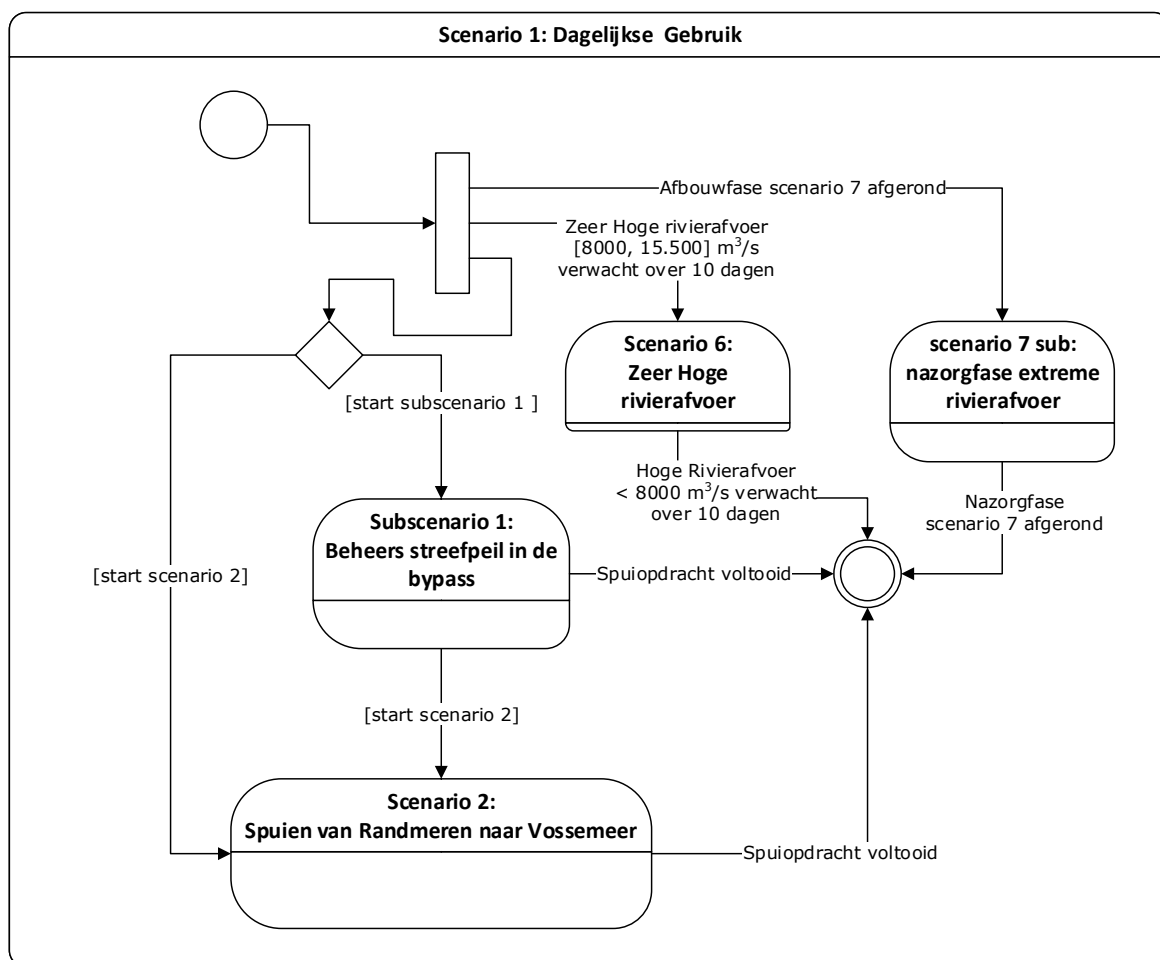 Scenario 1: Dagelijkse Gebruik
Afbouwfase scenario 7 afgerond
Zeer Hoge rivierafvoer
[8000, 15.500] m³/s
verwacht over 10 dagen
Scenario 6:
Zeer Hoge
rivierafvoer
scenario 7 sub:
nazorgfase extreme
rivierafvoer
[start subscenario 1 ]
Hoge Rivierafvoer
< 8000 m³/s verwacht
over 10 dagen
Nazorgfase
scenario 7 afgerond
Subscenario 1:
Beheers streefpeil in de
bypass
[start scenario 2]
Spuiopdracht voltooid
[start scenario 2]
Scenario 2:
Spuien van Randmeren naar Vossemeer
Spuiopdracht voltooid